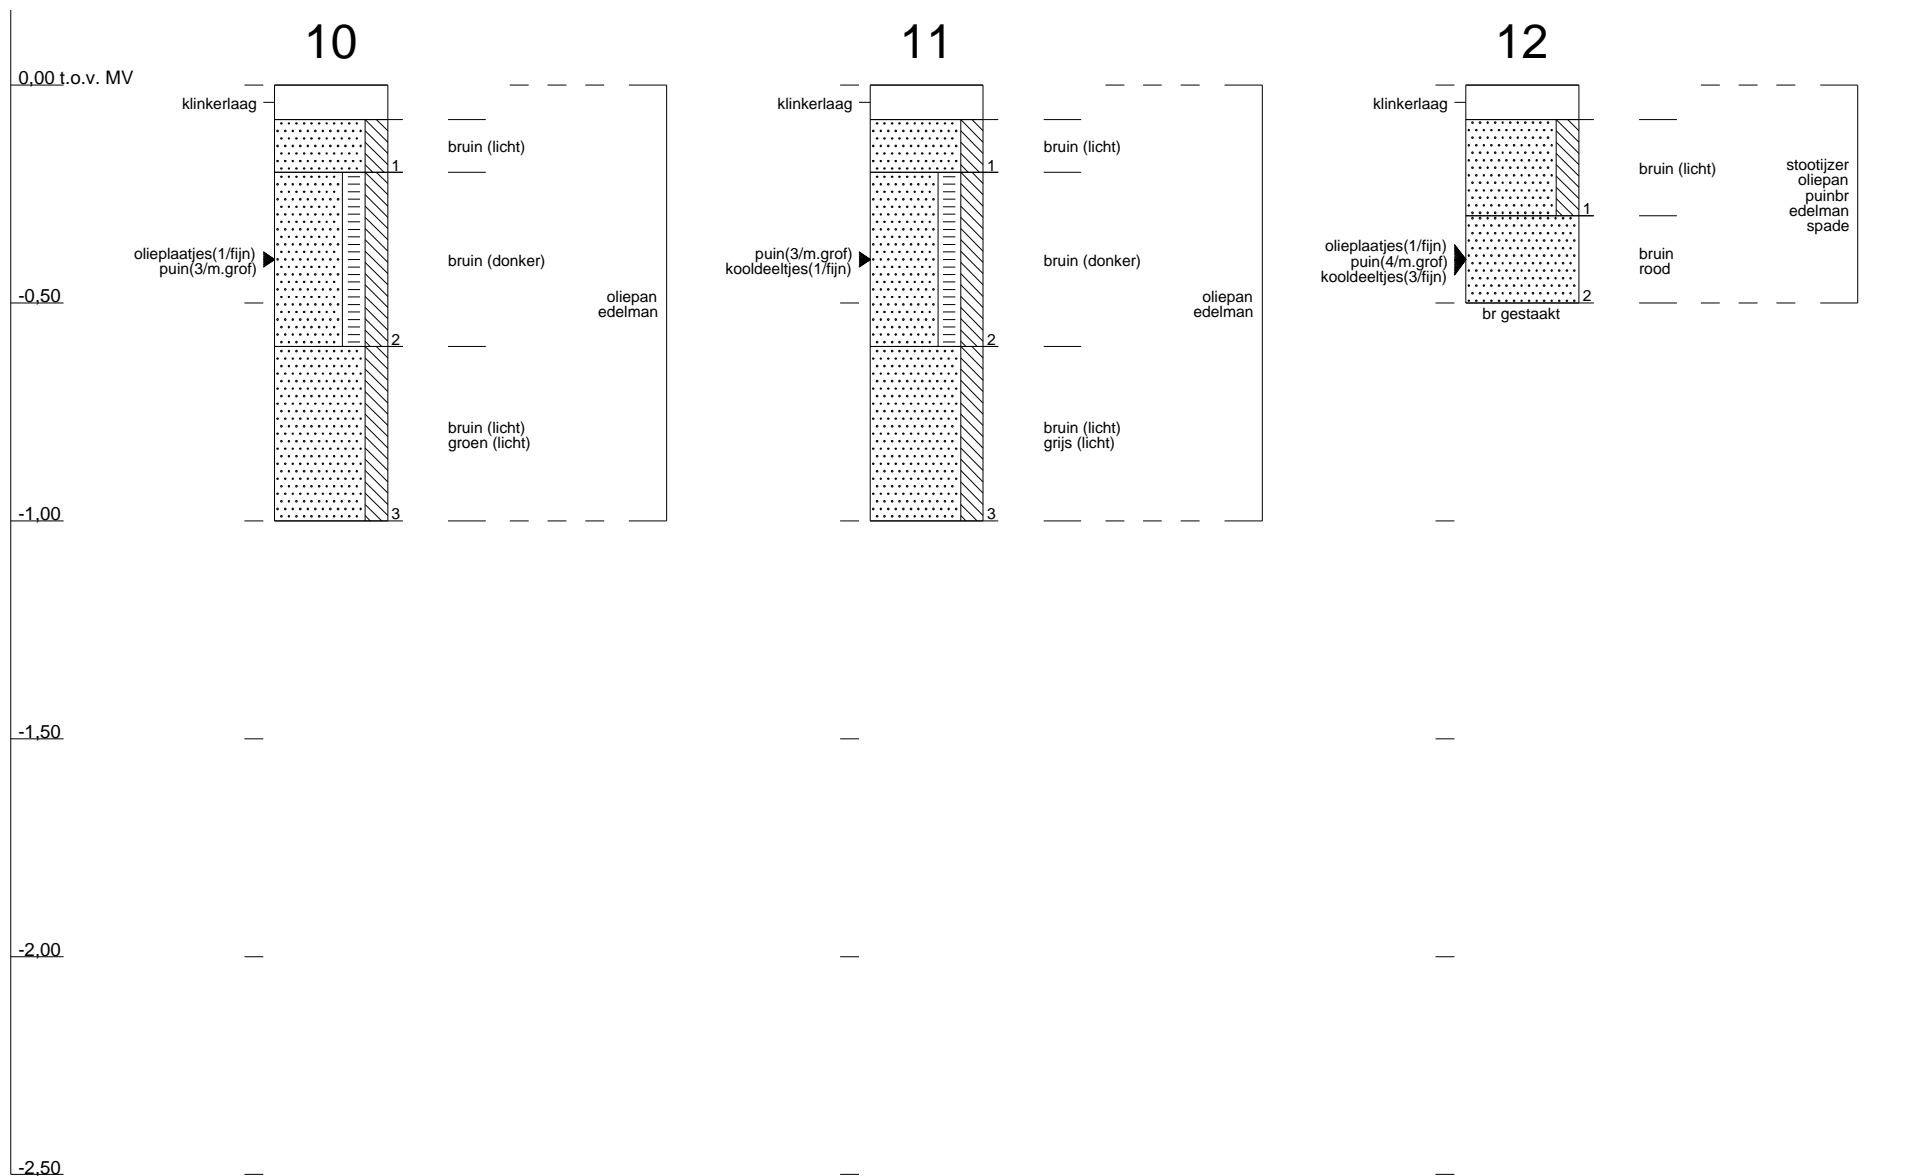 10
11
12
0,00 t.o.v. MV
klinkerlaag
bruin (licht)
1
olieplaatjes(1/fijn)
puin(3/m.grof)
bruin (donker)
2
oliepan
edelman
bruin (licht)
groen (licht)
3
klinkerlaag
bruin (licht)
1
puin(3/m.grof)
kooldeeltjes(1/fijn)
bruin (donker)
2
oliepan
edelman
bruin (licht)
grijs (licht)
3
klinkerlaag
bruin (licht)
1
stootijzer
oliepan
puinbr
edelman
spade
olieplaatjes(1/fijn)
puin(4/m.grof)
kooldeeltjes(3/fijn)
bruin
rood
2
br gestaakt
-0,50
-1,00
-1,50
-2,00
-2,50